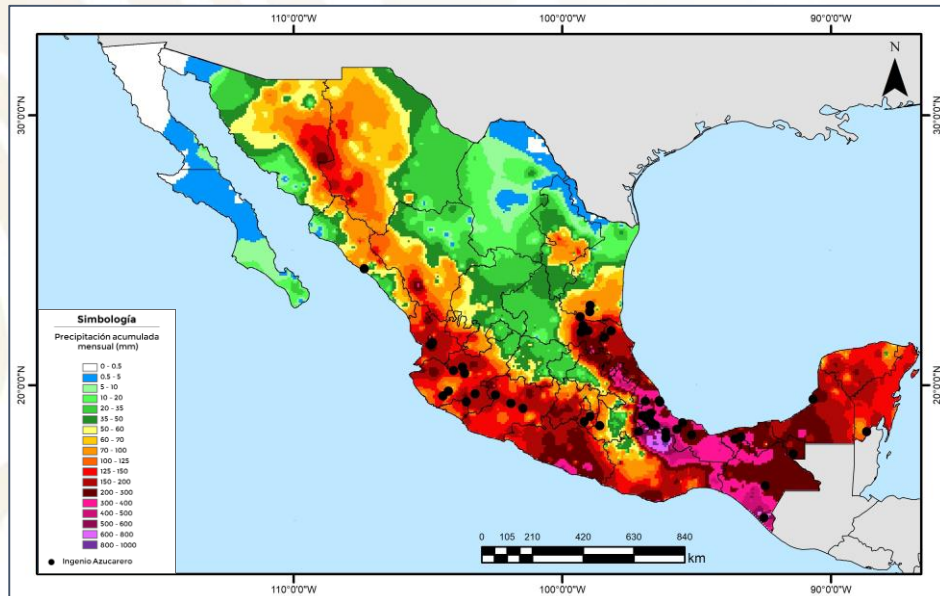 110°0'0"W
100°0'0"W
90°0'0"W
N
30°0'0"N
30°0'0"N
20°0'0"N
20°0'0"N
Simbología
Precipitación acumulada
mensual (mm)
0 - 0.5
0.5 - 5
5 - 10
10 - 20
20 - 35
35 - 50
50 - 60
60 - 70
70 - 100
100 - 125
125 - 150
150 - 200
200 - 300
300 - 400
400 - 500
500 - 600
600 - 800
800 - 1000
Ingenio Azucarero
0 105 210 420 630 840
km
110°0'0"W
100°0'0"W
90°0'0"W